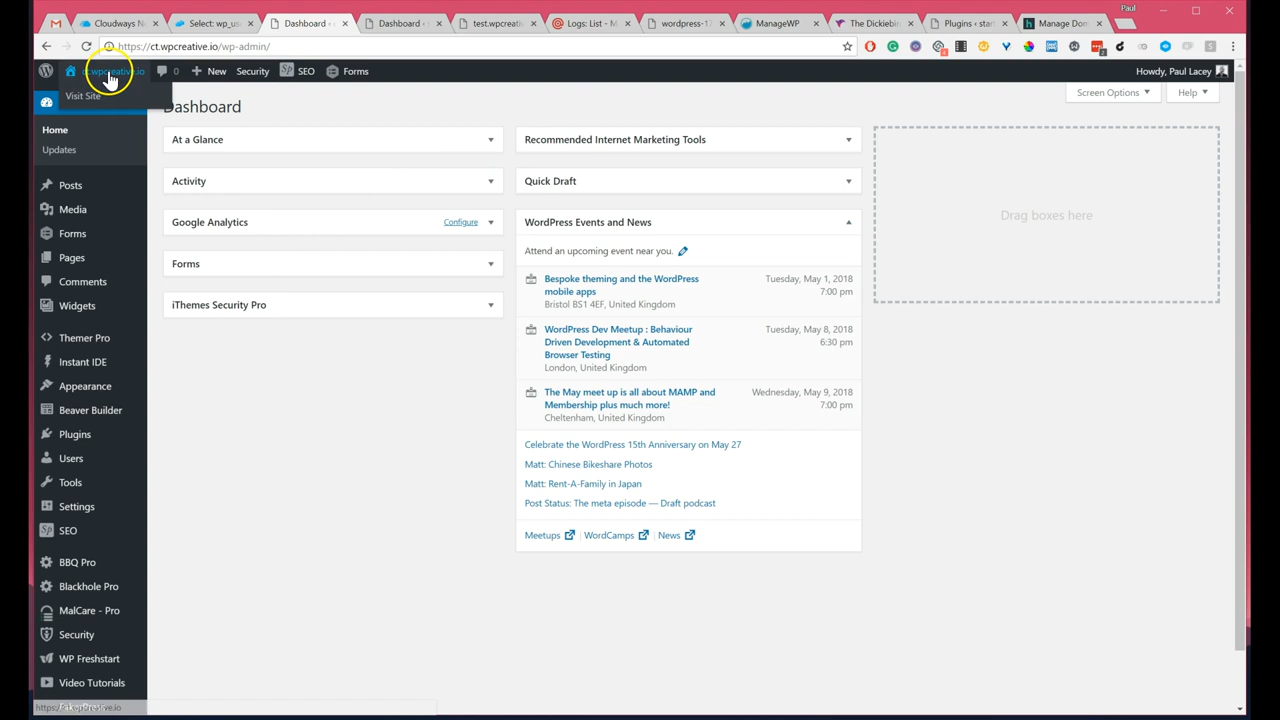 Paul
Cloudways N
Select: wp_us
Dashboard ‹
Dashboard ‹
test.wpcreativ
Logs: List - M
wordpress-1
ManageWP
The Dickiebir
Plugins ‹ star
Manage Dom
https://ct.wpcreative.io/wp-admin/
ct.wpcreative.io
0
New
Security
SEO
Forms
Howdy, Paul Lacey
Visit Site
Dashboard
Screen Options
Help
Home
Updates
Posts
Media
Forms
Pages
Comments
Widgets
Themer Pro
Instant IDE
Appearance
Beaver Builder
Plugins
Users
Tools
Settings
SEO
BBQ Pro
Blackhole Pro
MalCare - Pro
Security
WP Freshstart
Video Tutorials
At a Glance
Activity
Google Analytics
Configure
Forms
iThemes Security Pro
Recommended Internet Marketing Tools
Quick Draft
WordPress Events and News
Attend an upcoming event near you.
Bespoke theming and the WordPress
mobile apps
Bristol BS1 4EF, United Kingdom
Tuesday, May 1, 2018
7:00 pm
WordPress Dev Meetup : Behaviour
Driven Development & Automated
Browser Testing
London, United Kingdom
Tuesday, May 8, 2018
6:30 pm
The May meet up is all about MAMP and
Membership plus much more!
Cheltenham, United Kingdom
Wednesday, May 9, 2018
7:00 pm
Celebrate the WordPress 15th Anniversary on May 27
Matt: Chinese Bikeshare Photos
Matt: Rent-A-Family in Japan
Post Status: The meta episode — Draft podcast
Meetups
WordCamps
News
Drag boxes here